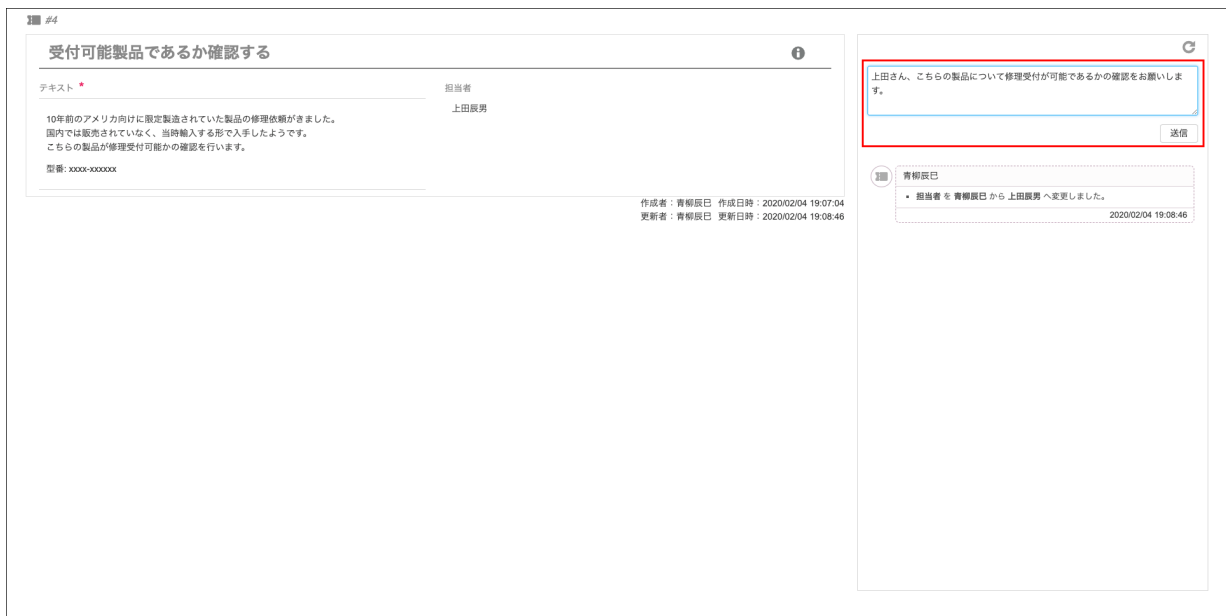 #4
受付可能製品であるか確認する
テキスト *
10年前のアメリカ向けに限定製造されていた製品の修理依頼がきました。
国内では販売されていなく、当時輸入する形で入手したようです。
こちらの製品が修理受付可能かの確認を行います。
型番: xxxx-xxxxxx
担当者
上田辰男
作成者：青柳辰巳 作成日時：2020/02/04 19:07:04
更新者：青柳辰巳 更新日時：2020/02/04 19:08:46
上田さん、こちらの製品について修理受付が可能であるかの確認をお願いしま
す。
送信
青柳辰巳
▪ 担当者 を 青柳辰巳 から 上田辰男 へ変更しました。
2020/02/04 19:08:46